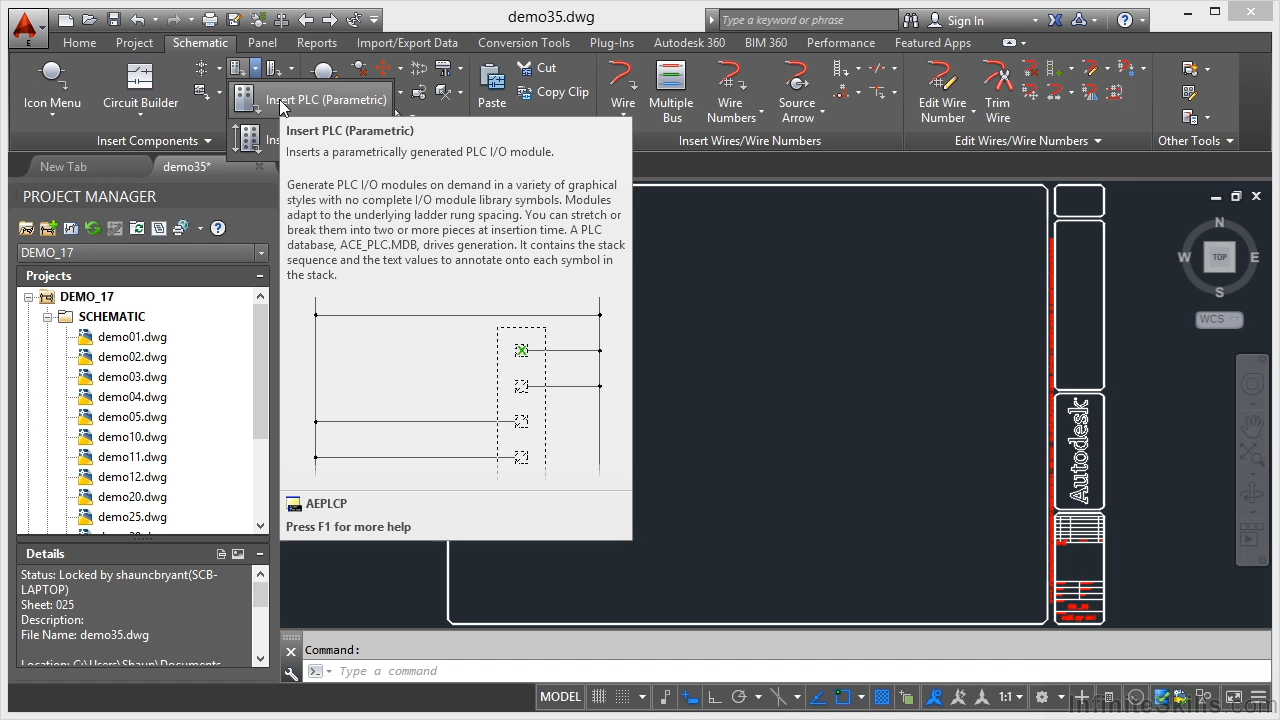 demo35.dwg
Type a keyword or phrase
Sign In
E
Home Project Schematic Panel Reports Import/Export Data Conversion Tools Plug-Ins Autodesk 360 BIM 360 Performance Featured Apps
Icon Menu
Circuit Builder
Insert PLC (Parametric)
Insert Components
Paste
Cut
Copy Clip
Wire
Multiple
Bus
Wire
Numbers
Source
Arrow
Insert Wires/Wire Numbers
Edit Wire
Number
Trim
Wire
Edit Wires/Wire Numbers
Other Tools
New Tab
demo35*
PROJECT MANAGER
DEMO_17
Projects
DEMO_17
SCHEMATIC
demo01.dwg
demo02.dwg
demo03.dwg
demo04.dwg
demo05.dwg
demo10.dwg
demo11.dwg
demo12.dwg
demo20.dwg
demo25.dwg
Details
Status: Locked by shauncbryant(SCB-
LAPTOP)
Sheet: 025
Description:
File Name: demo35.dwg
Location: C:\Users\Shaun\Documents
Insert PLC (Parametric)
Inserts a parametrically generated PLC I/O module.
Generate PLC I/O modules on demand in a variety of graphical
styles with no complete I/O module library symbols. Modules
adapt to the underlying ladder rung spacing. You can stretch or
break them into two or more pieces at insertion time. A PLC
database, ACE_PLC.MDB, drives generation. It contains the stack
sequence and the text values to annotate onto each symbol in
the stack.
AEPLCP
Press F1 for more help
N
W TOP E
S
WCS
Autodesk
Command:
Type a command
MODEL
1:1
InfiniteSkills.com